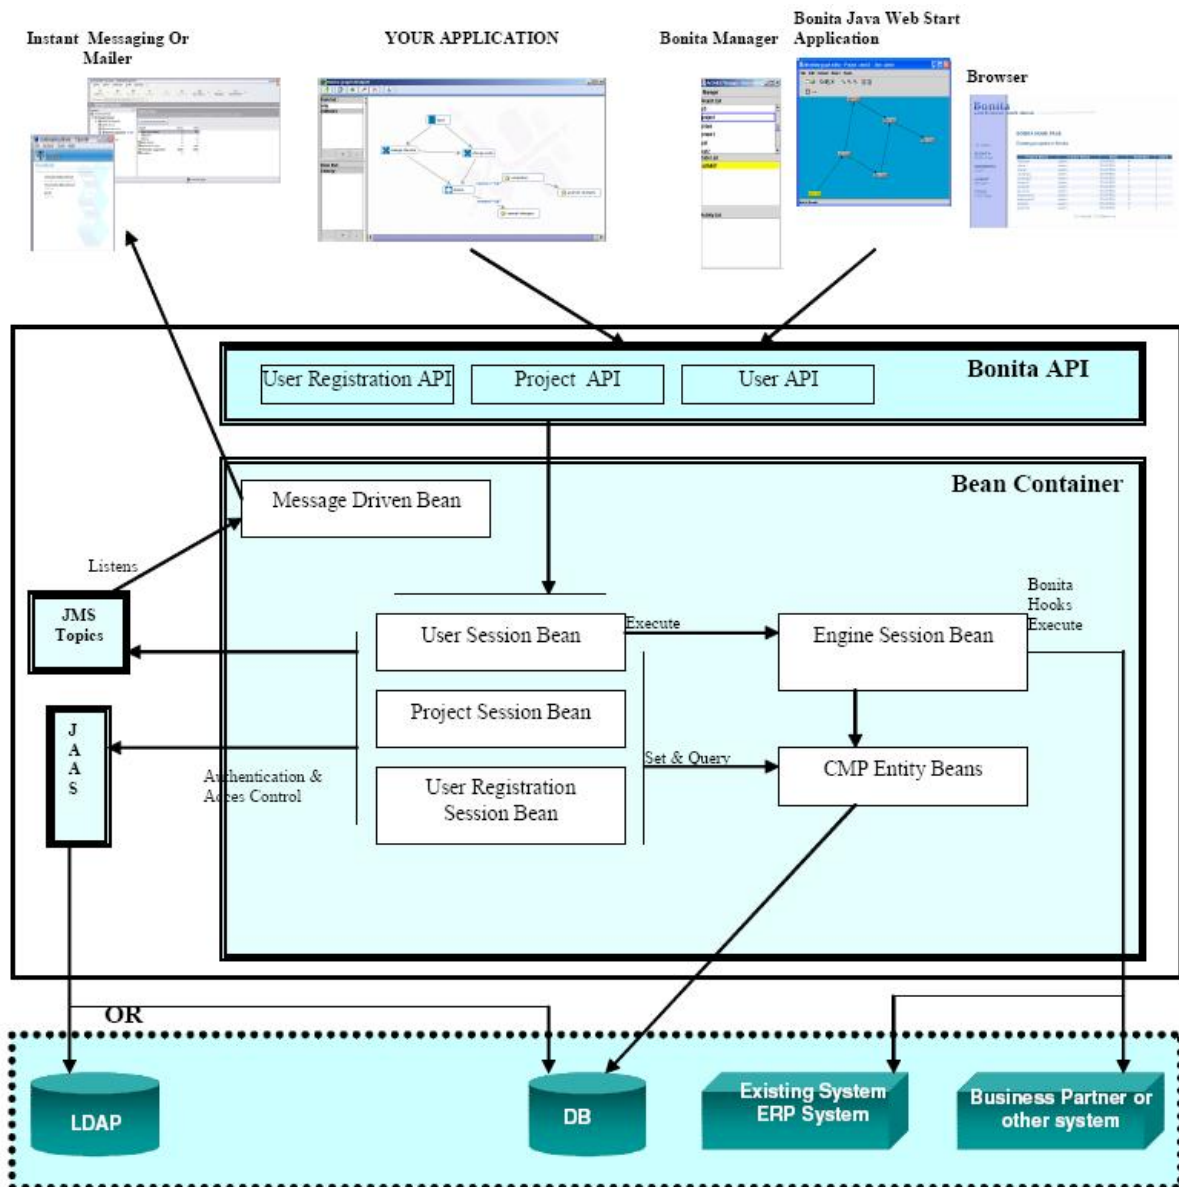 Instant Messaging Or
Mailer
YOUR APPLICATION
Bonita Manager
Bonita Java Web Start
Application
Browser
Bonita
User Registration API
Project API
User API
Bonita API
Message Driven Bean
Bean Container
Listens
JMS
Topics
Bonita
Hooks
Execute
User Session Bean
Execute
Engine Session Bean
Project Session Bean
J
A
A
S
Set & Query
CMP Entity Beans
Authentication &
Acces Control
User Registration
Session Bean
OR
LDAP
DB
Existing System
ERP System
Business Partner or
other system